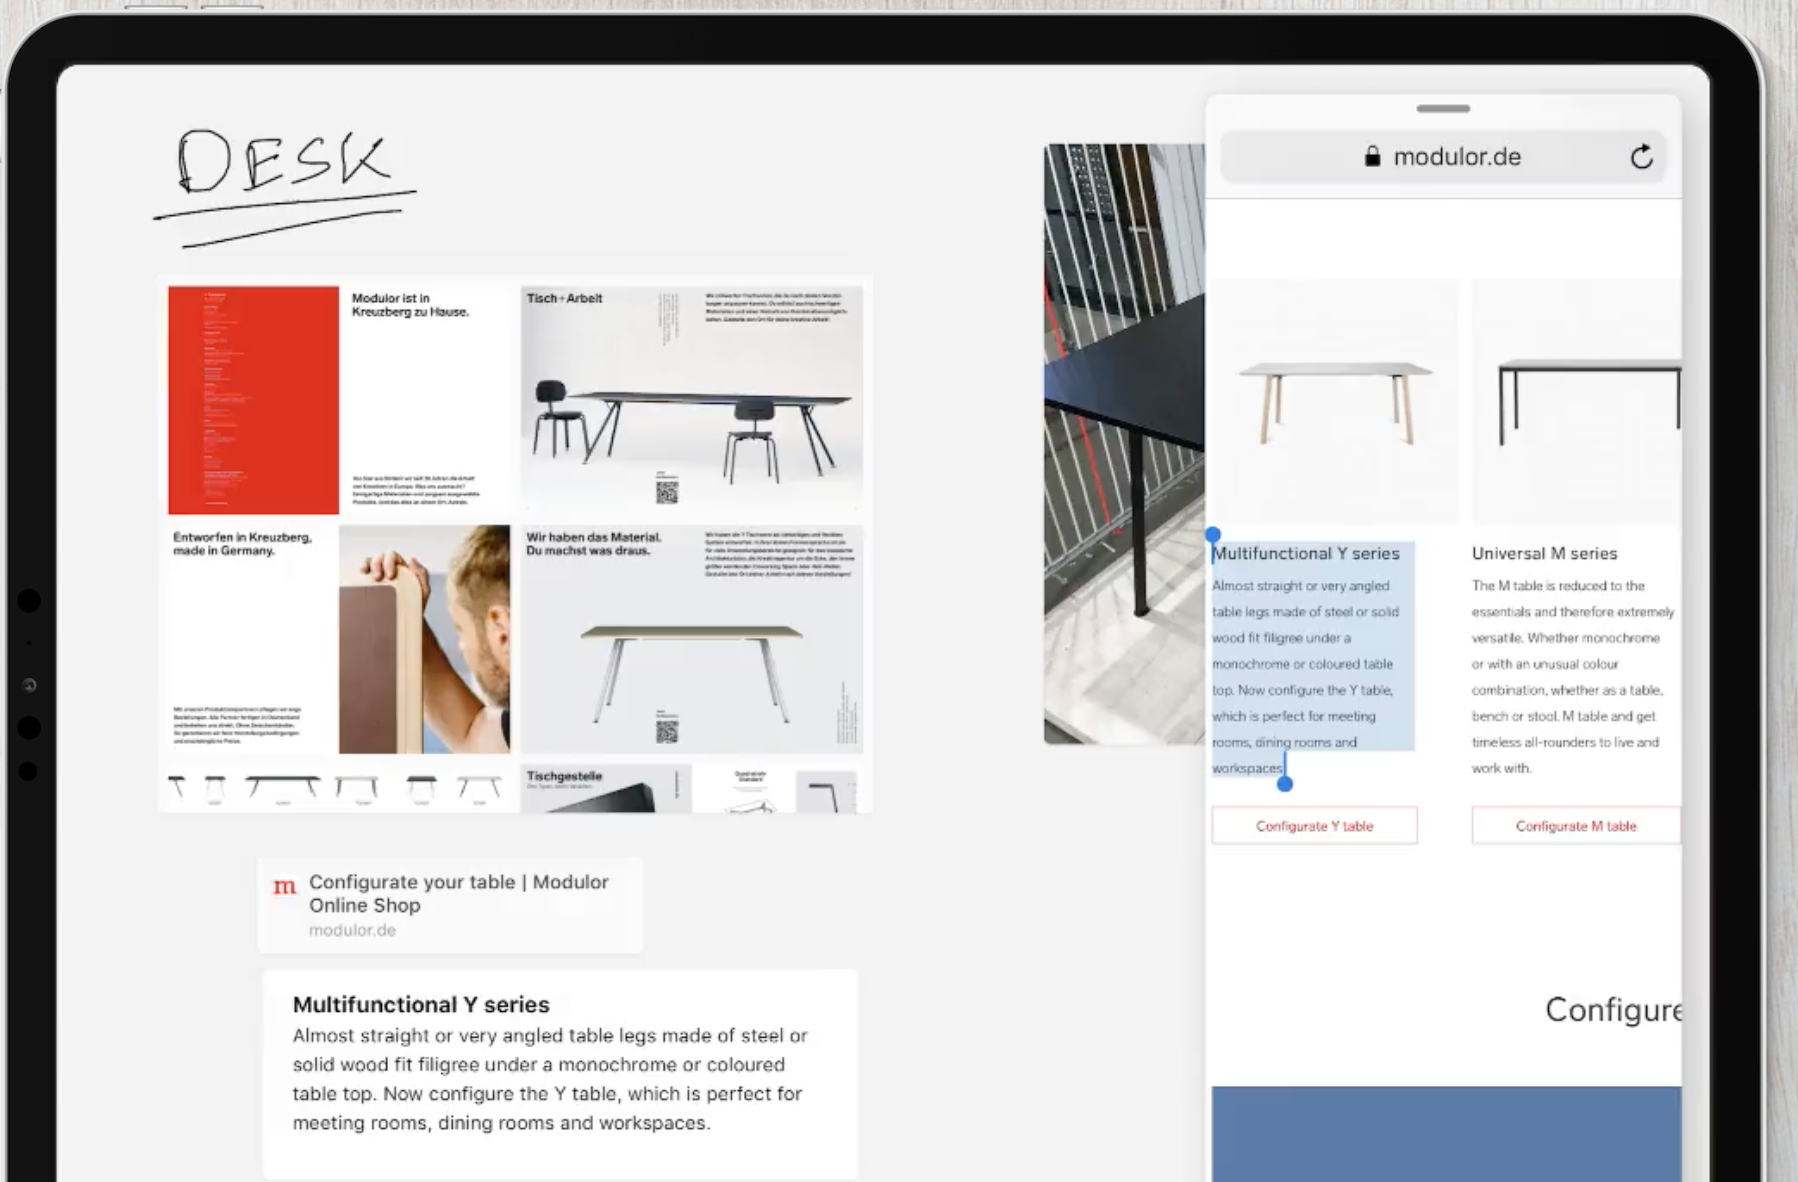 DESK
Modulor ist in
Kreuzberg zu Hause.
Tisch+Arbeit
Entworfen in Kreuzberg,
made in Germany.
Wir haben das Material.
Du machst was draus.
Tischgestelle
m
Configurate your table | Modulor
Online Shop
modulor.de
Multifunctional Y series
Almost straight or very angled table legs made of steel or
solid wood fit filigree under a monochrome or coloured
table top. Now configure the Y table, which is perfect for
meeting rooms, dining rooms and workspaces.
modulor.de
Multifunctional Y series
Almost straight or very angled
table legs made of steel or solid
wood fit filigree under a
monochrome or coloured table
top. Now configure the Y table,
which is perfect for meeting
rooms, dining rooms and
workspaces
Configurate Y table
Universal M series
The M table is reduced to the
essentials and therefore extremely
versatile. Whether monochrome
or with an unusual colour
combination, whether as a table,
bench or stool. M table and get
timeless all-rounders to live and
work with.
Configurate M table
Configure